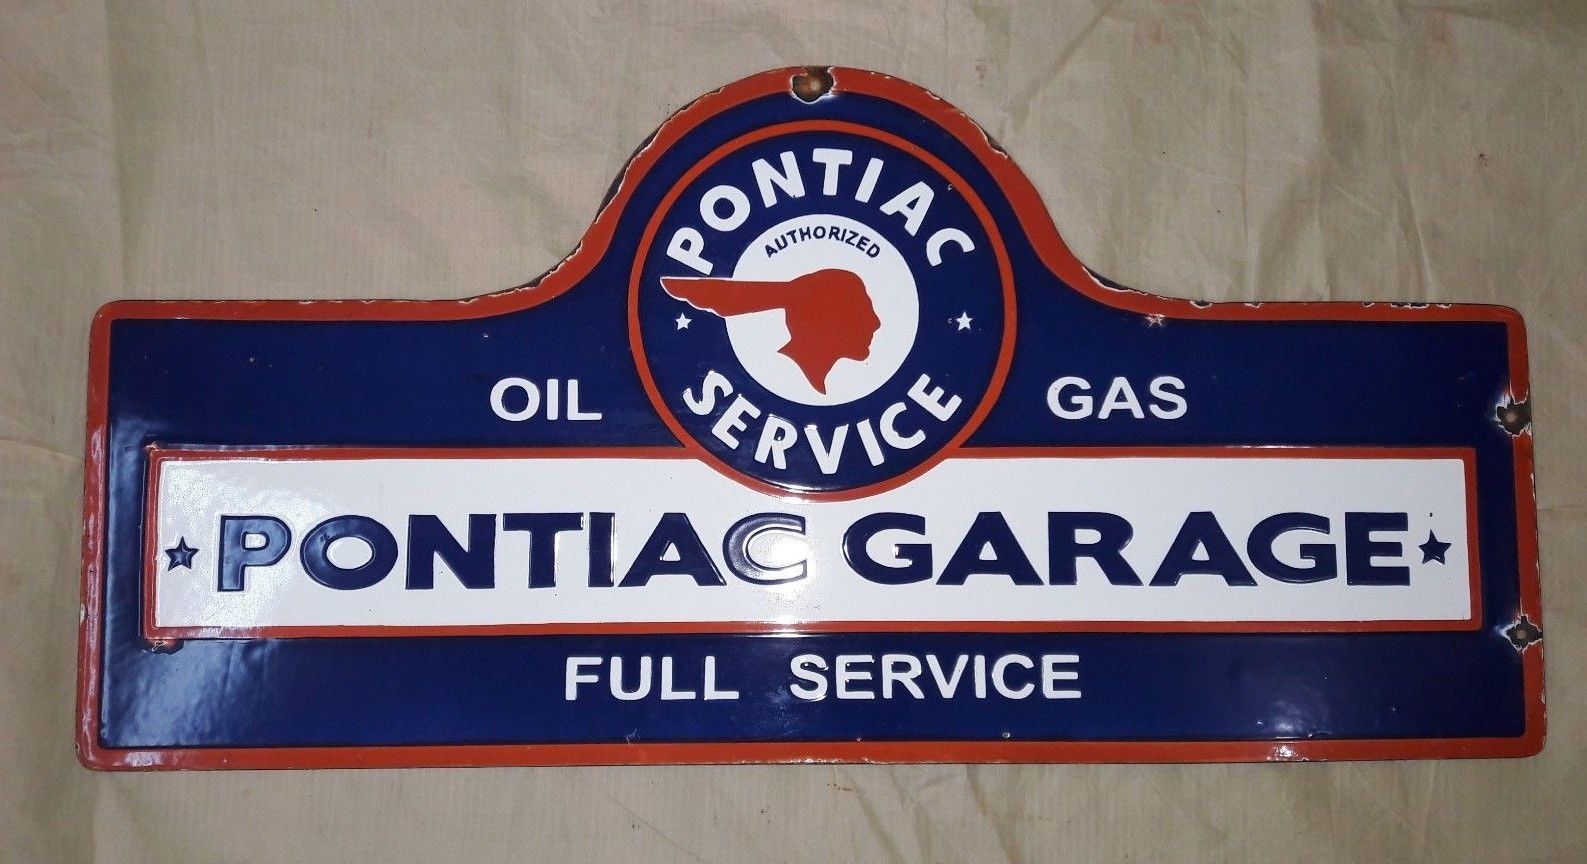 PONTIAC
AUTHORIZED
SERVICE
OIL GAS
PONTIAC GARAGE
FULL SERVICE